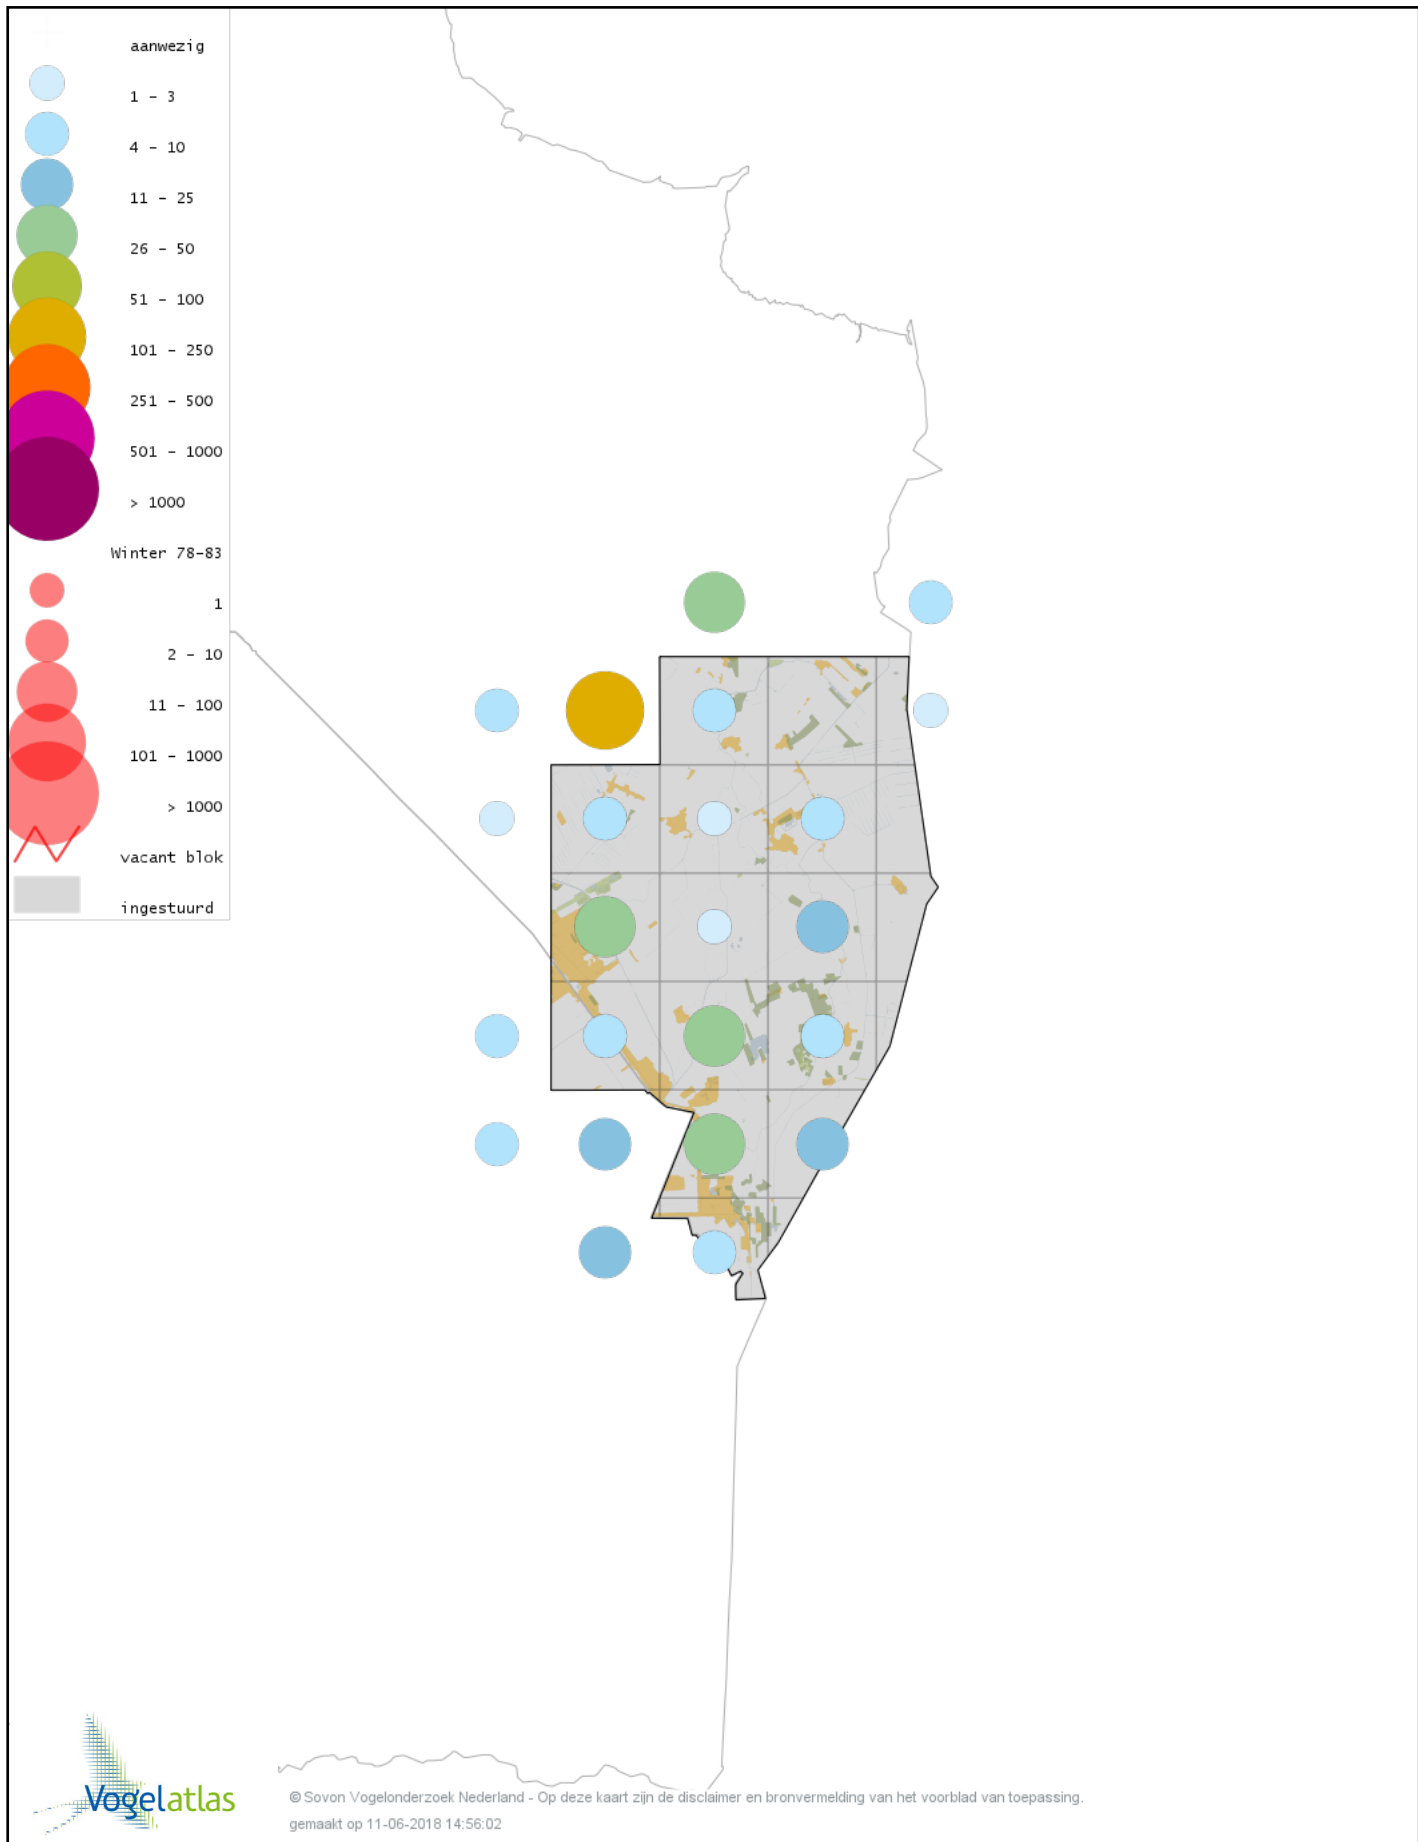 aanwezig
1 - 3
4 - 10
11 - 25
26 - 50
51 - 100
101 - 250
251 - 500
501 - 1000
> 1000
Winter 78-83
1
2 - 10
11 - 100
101 - 1000
> 1000
vacant blok
ingestuurd
Vogelatlas
© Sovon Vogelonderzoek Nederland - Op deze kaart zijn de disclaimer en bronvermelding van het voorblad van toepassing.
gemaakt op 11-06-2018 14:56:02